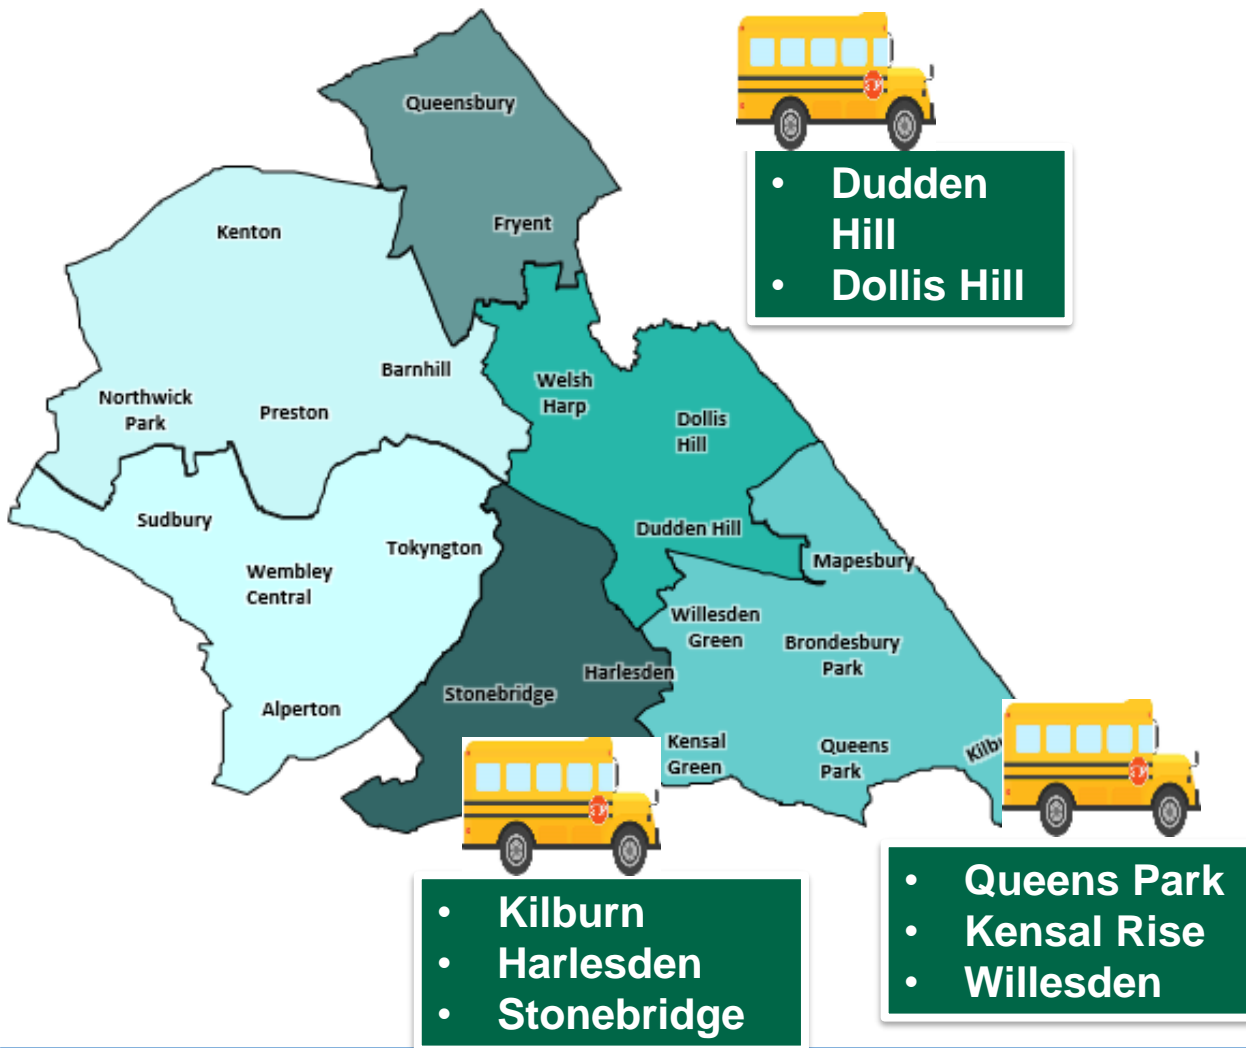 Queensbury
Fryent
Kenton
Barnhill
Northwick
Park
Preston
Welsh
Harp
Dollis
Hill
Sudbury
Tokyngton
Wembley
Central
Dudden Hill
Mapesbury
Willesden
Green
Brondesbury
Park
Harlesden
Stonebridge
Alperton
Kensal
Green
Queens
Park
• Dudden
Hill
• Dollis Hill
• Kilburn
• Harlesden
• Stonebridge
• Queens Park
• Kensal Rise
• Willesden